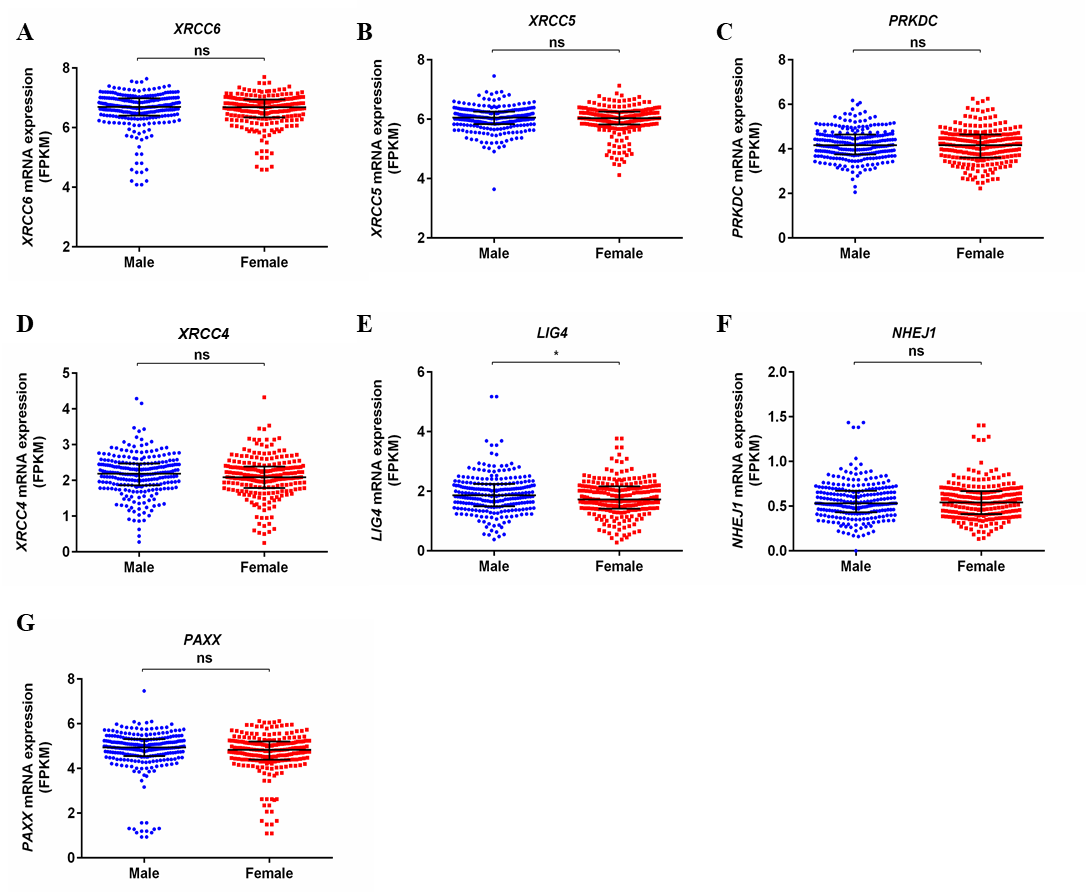 A
XRCC6
ns
XRCC6 mRNA expression
(FPKM)
8
6
4
2
Male Female
B
XRCC5
ns
XRCC5 mRNA expression
(FPKM)
8
6
4
2
Male Female
C
PRKDC
ns
PRKDC mRNA expression
(FPKM)
8
6
4
2
0
Male Female
D
XRCC4
ns
XRCC4 mRNA expression
(FPKM)
5
4
3
2
1
0
Male Female
E
LIG4
*
LIG4 mRNA expression
(FPKM)
6
4
2
0
Male Female
F
NHEJ1
ns
NHEJ1 mRNA expression
(FPKM)
2.0
1.5
1.0
0.5
0.0
Male Female
G
PAXX
ns
PAXX mRNA expression
(FPKM)
8
6
4
2
0
Male Female